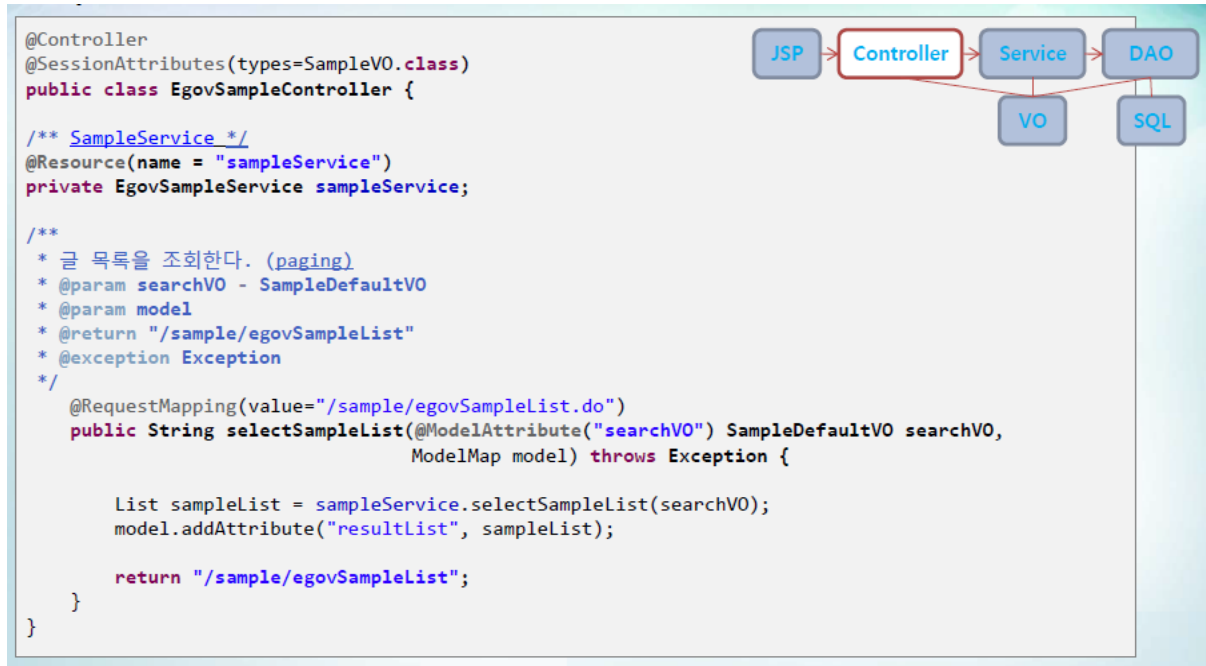 @Controller
@SessionAttributes(types=SampleVO.class)
public class EgovSampleController {
/** SampleService */
@Resource(name = "sampleService")
private EgovSampleService sampleService;
/**
* 글 목록을 조회한다. (paging)
* @param searchVO - SampleDefaultVO
* @param model
* @return "/sample/egovSampleList"
* @exception Exception
*/
@RequestMapping(value="/sample/egovSampleList.do")
public String selectSampleList(@ModelAttribute("searchVO") SampleDefaultVO searchVO,
ModelMap model) throws Exception {
List sampleList = sampleService.selectSampleList(searchVO);
model.addAttribute("resultList", sampleList);
return "/sample/egovSampleList";
}
}
JSP
Controller
Service
DAO
VO
SQL